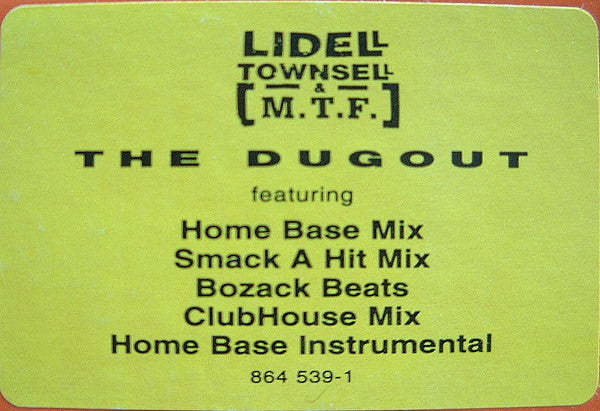 LIDELL
TOWNSELL
&
[M.T.F.]
THE DUGOUT
featuring
Home Base Mix
Smack A Hit Mix
Bozack Beats
ClubHouse Mix
Home Base Instrumental
864 539-1